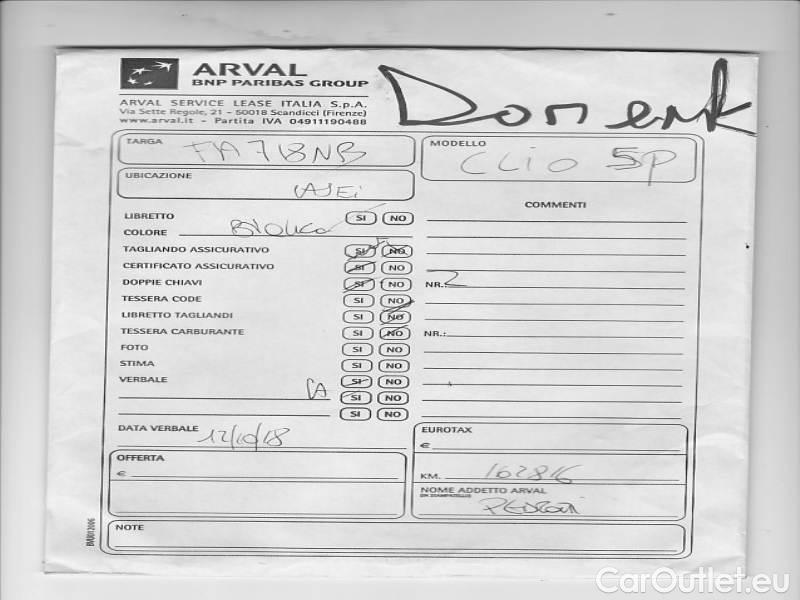 ARVAL
BNP PARIBAS GROUP
ARVAL SERVICE LEASE ITALIA S.p.A.
Via Sette Regole, 21 - 50018 Scandicci (Firenze)
www.arval.it - Partita IVA 04911190488
TARGA FA718NB
MODELLO CLIO 5P
UBICAZIONE
COMMENTI
LIBRETTO SI NO
COLORE
TAGLIANDO ASSICURATIVO SI NO
CERTIFICATO ASSICURATIVO SI NO
DOPPIE CHIAVI SI NO NR. 2
TESSERA CODE SI NO
LIBRETTO TAGLIANDI SI NO
TESSERA CARBURANTE SI NO NR.:
FOTO SI NO
STIMA SI NO
VERBALE SI NO
SI NO
SI NO
DATA VERBALE 12/10/18
EUROTAX
€
OFFERTA
€
KM. 162816
NOME ADDETTO ARVAL
(IN STAMPATELLO)
NOTE
CarOutlet.eu